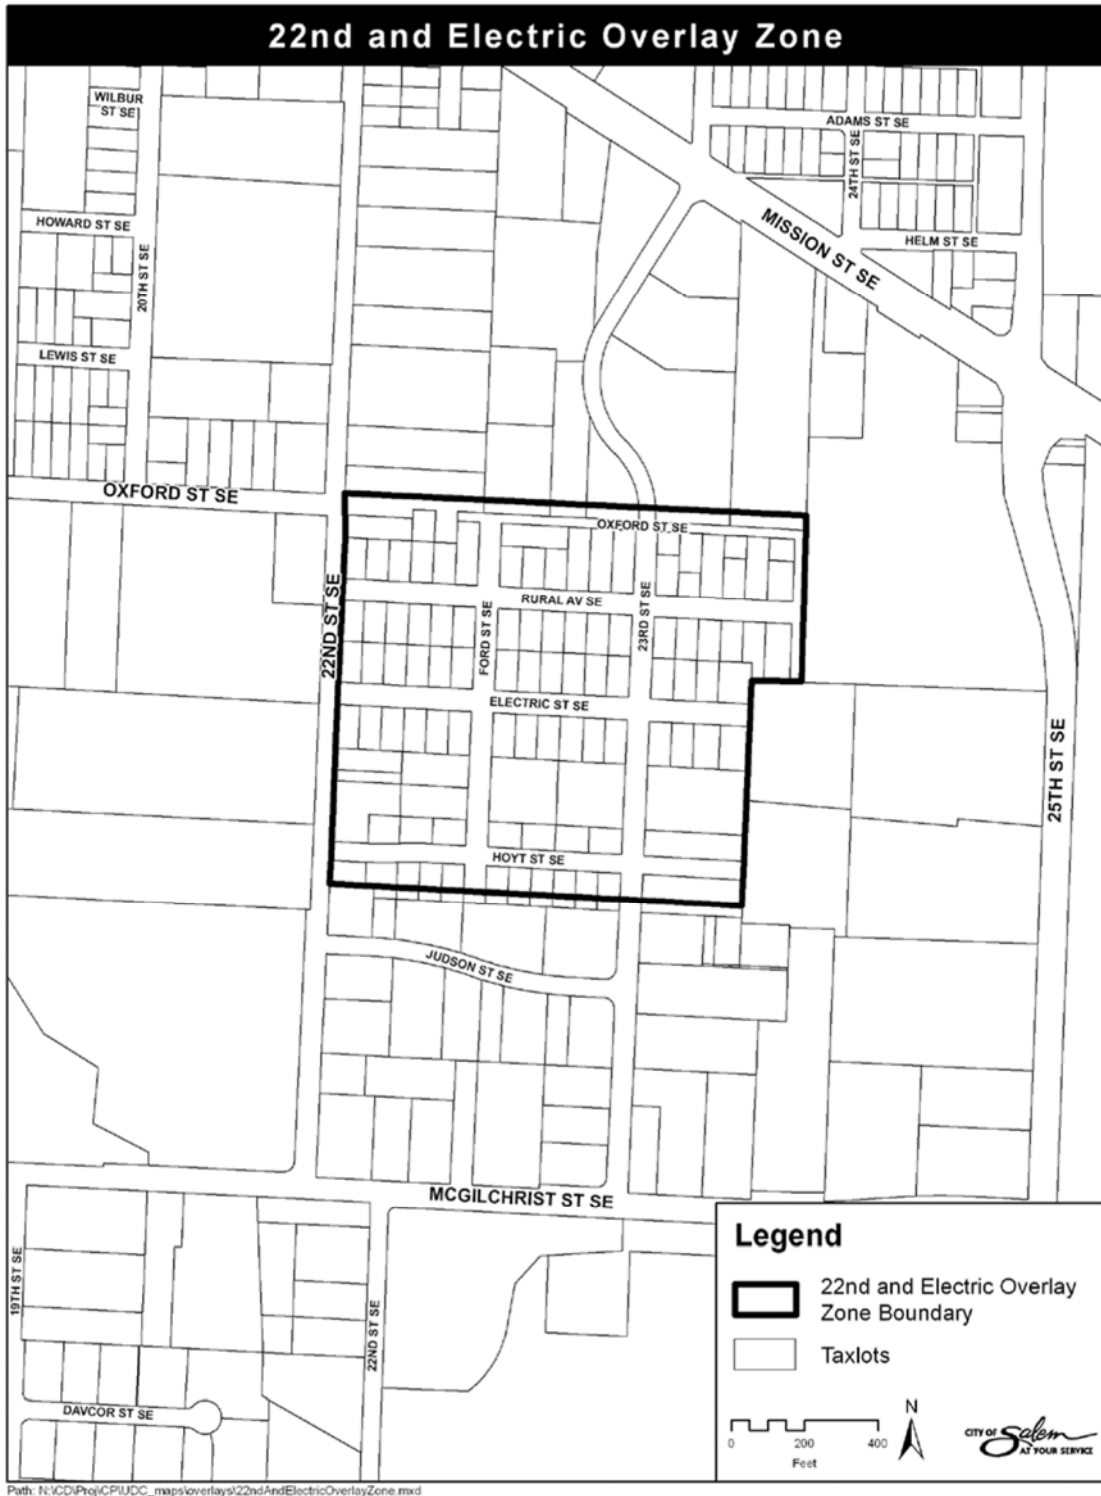 22nd and Electric Overlay Zone
WILBUR
ST SE
ADAMS ST SE
24TH ST SE
HOWARD ST SE
MISSION ST SE
HELM ST SE
20TH ST SE
LEWIS ST SE
OXFORD ST SE
OXFORD ST SE
22ND ST SE
RURAL AV SE
FORD ST SE
23RD ST SE
ELECTRIC ST SE
25TH ST SE
HOYT ST SE
JUDSON ST SE
MCGILCHRIST ST SE
19TH ST SE
22ND ST SE
DAVCOR ST SE
Legend
22nd and Electric Overlay
Zone Boundary
Taxlots
N
0 200 400
Feet
CITY OF Salem
AT YOUR SERVICE
Path: N:\CD\Proj\CP\UDC_maps\overlays\22ndAndElectricOverlayZone.mxd